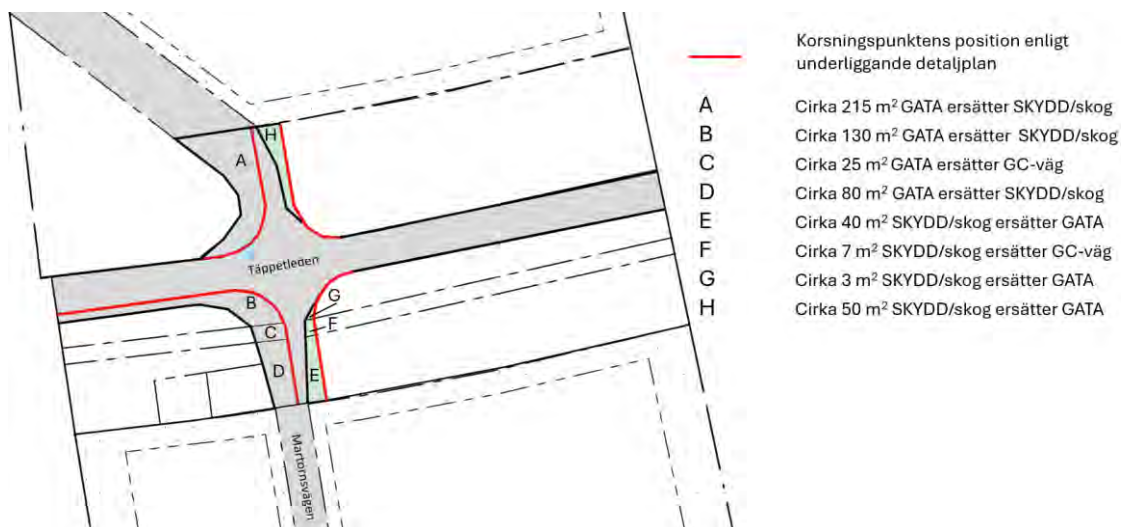 H
A
Täppetleden
B
G
C
F
D
E
Martornsvägen
Korsningspunktens position enligt
underliggande detaljplan
A Cirka 215 m² GATA ersätter SKYDD/skog
B Cirka 130 m² GATA ersätter SKYDD/skog
C Cirka 25 m² GATA ersätter GC-väg
D Cirka 80 m² GATA ersätter SKYDD/skog
E Cirka 40 m² SKYDD/skog ersätter GATA
F Cirka 7 m² SKYDD/skog ersätter GC-väg
G Cirka 3 m² SKYDD/skog ersätter GATA
H Cirka 50 m² SKYDD/skog ersätter GATA